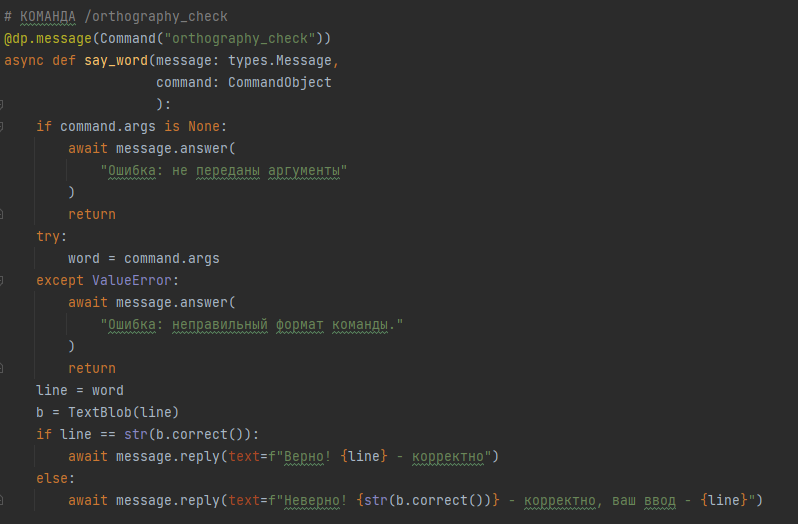 # КОМАНДА /orthography_check
@dp.message(Command("orthography_check"))
async def say_word(message: types.Message,
                   command: CommandObject
                   ):
    if command.args is None:
        await message.answer(
            "Ошибка: не переданы аргументы"
        )
        return
    try:
        word = command.args
    except ValueError:
        await message.answer(
            "Ошибка: неправильный формат команды."
        )
        return
    line = word
    b = TextBlob(line)
    if line == str(b.correct()):
        await message.reply(text=f"Верно! {line} - корректно")
    else:
        await message.reply(text=f"Неверно! {str(b.correct())} - корректно, ваш ввод - {line}")